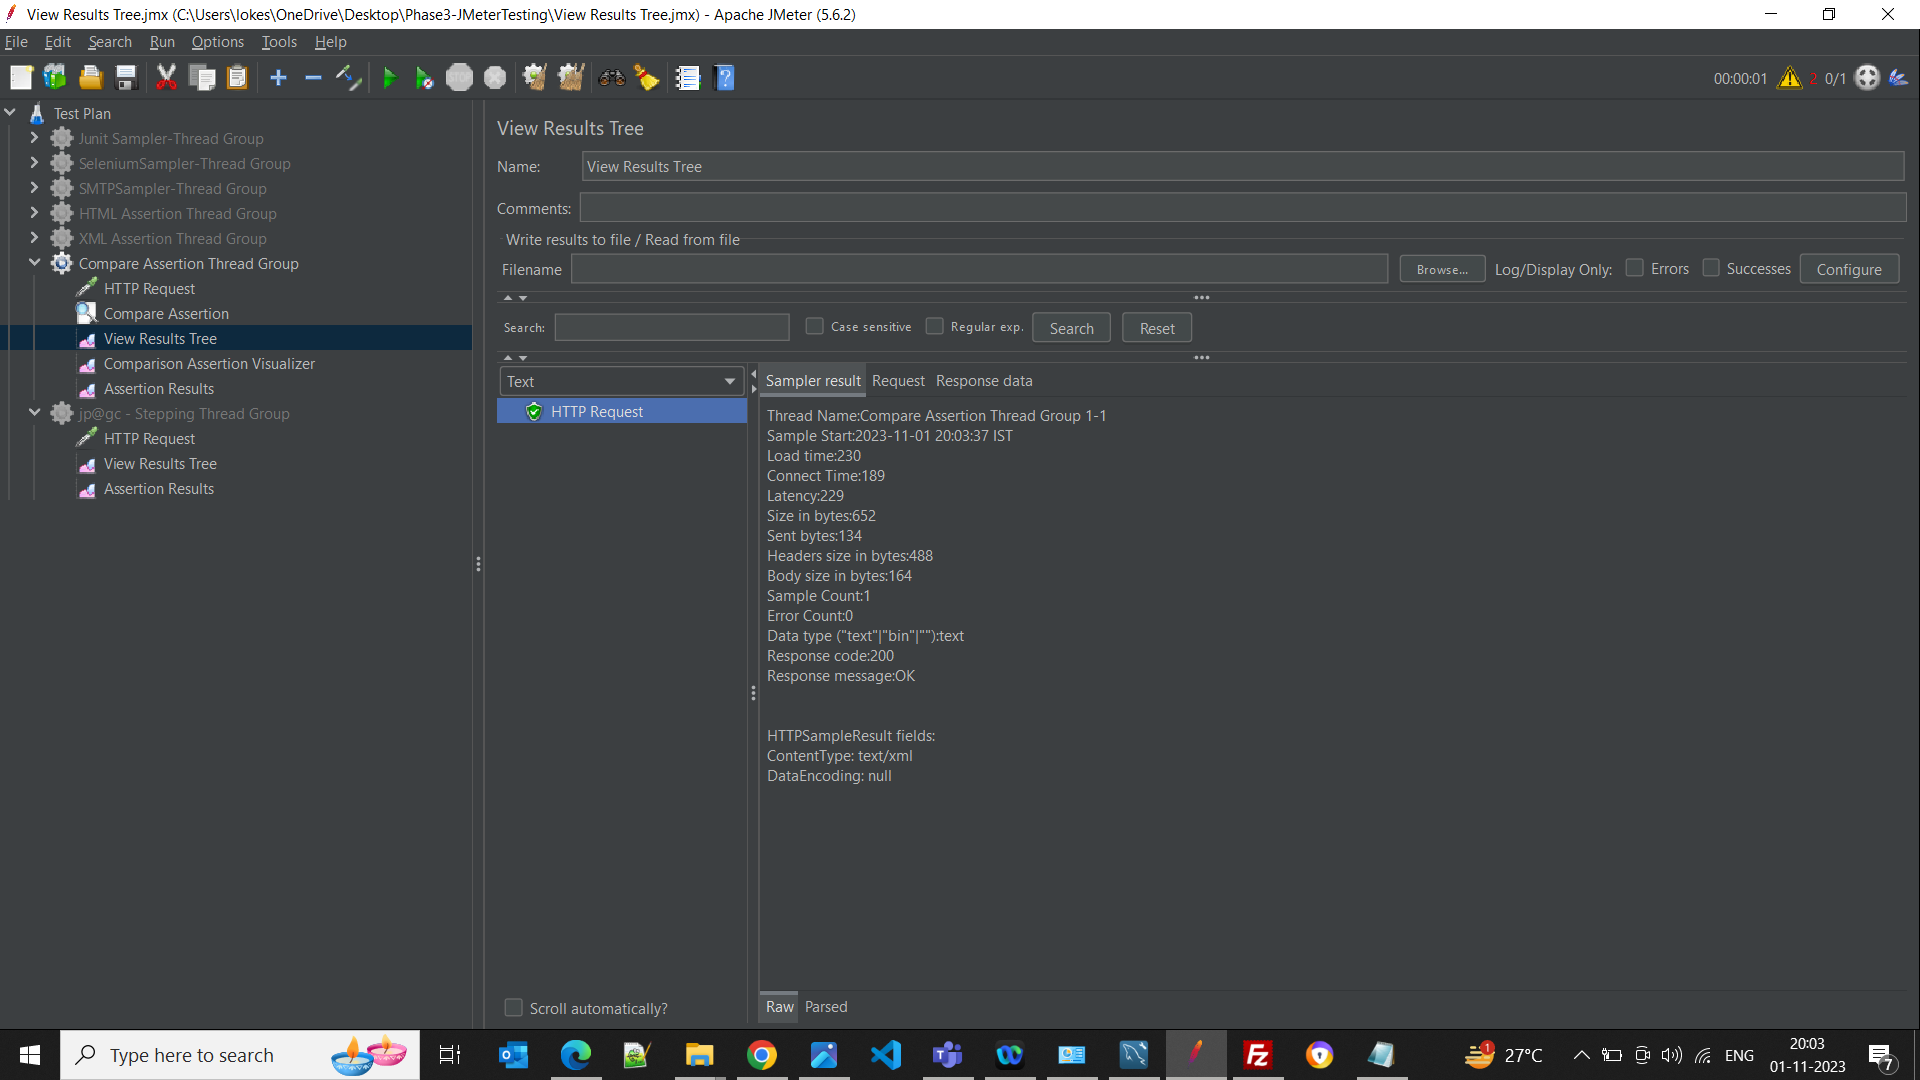 View Results Tree.jmx (C:\Users\lokes\OneDrive\Desktop\Phase3-JMeterTesting\View Results Tree.jmx) - Apache JMeter (5.6.2)
File Edit Search Run Options Tools Help
STOP
00:00:01 2 0/1
Test Plan
Junit Sampler-Thread Group
SeleniumSampler-Thread Group
SMTPSampler-Thread Group
HTML Assertion Thread Group
XML Assertion Thread Group
Compare Assertion Thread Group
HTTP Request
Compare Assertion
View Results Tree
Comparison Assertion Visualizer
Assertion Results
jp@gc - Stepping Thread Group
HTTP Request
View Results Tree
Assertion Results
View Results Tree
Name: View Results Tree
Comments:
Write results to file / Read from file
Filename Browse... Log/Display Only: Errors Successes Configure
Search: Case sensitive Regular exp. Search Reset
Text
HTTP Request
Scroll automatically?
Sampler result Request Response data
Thread Name:Compare Assertion Thread Group 1-1
Sample Start:2023-11-01 20:03:37 IST
Load time:230
Connect Time:189
Latency:229
Size in bytes:652
Sent bytes:134
Headers size in bytes:488
Body size in bytes:164
Sample Count:1
Error Count:0
Data type ("text"|"bin"|""):text
Response code:200
Response message:OK
HTTPSampleResult fields:
ContentType: text/xml
DataEncoding: null
Raw Parsed
Type here to search
1 27°C
ENG
20:03
01-11-2023
7